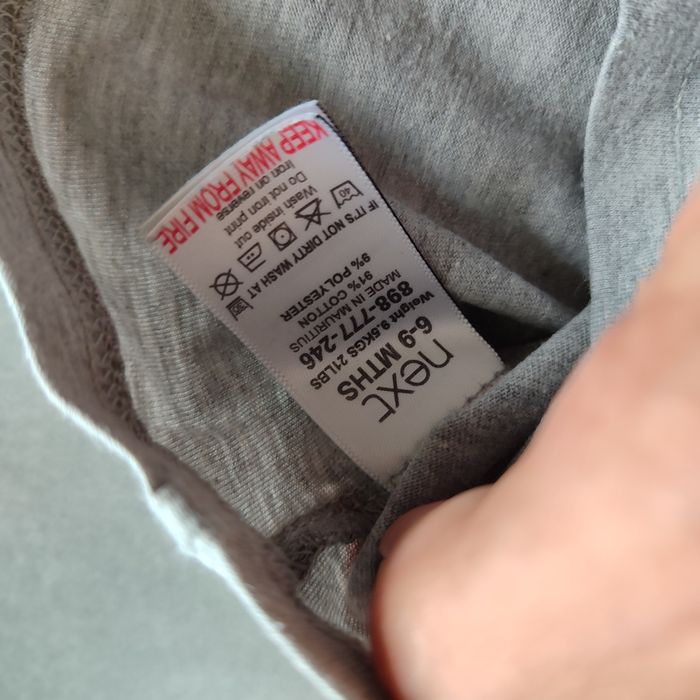 next
6-9 MTHS
Weight 9.5KGS 21LBS
898-777-246
MADE IN MAURITIUS
91% COTTON
9% POLYESTER
IF IT'S NOT DIRTY WASH AT
40
30
Wash inside out
Do not iron print
Iron on reverse
KEEP AWAY FROM FIRE